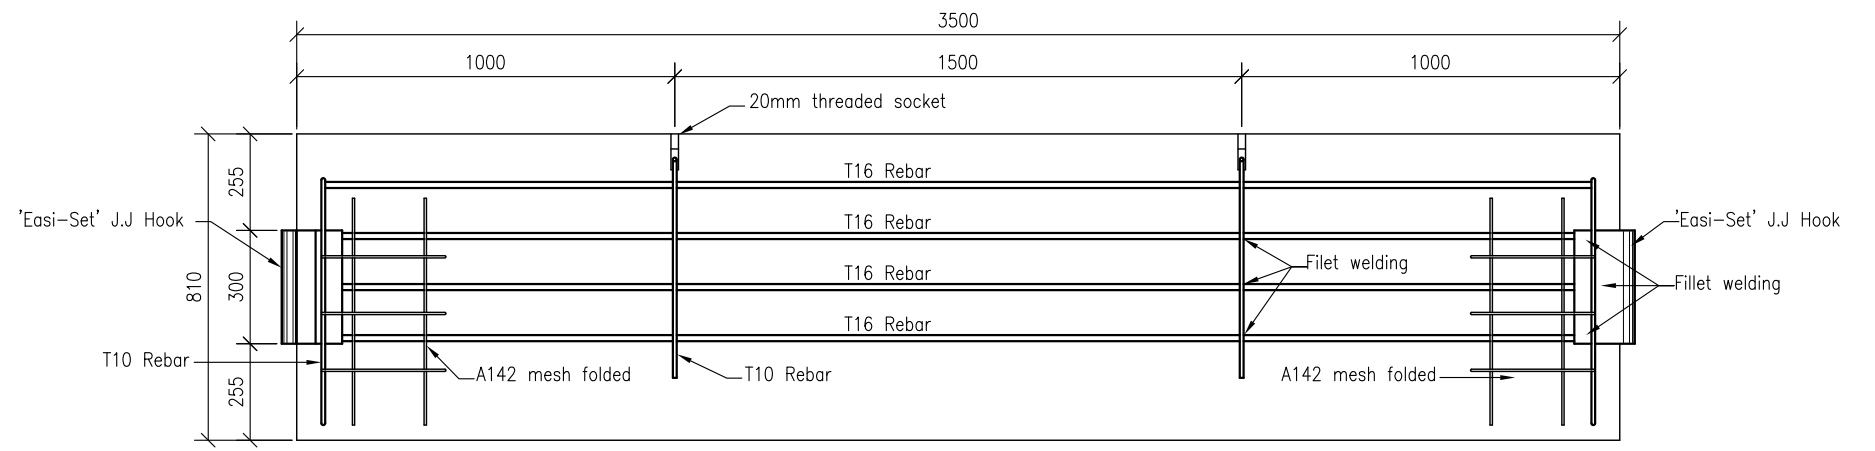 3500
1000
1500
1000
20mm threaded socket
T16 Rebar
255
'Easi-Set' J.J Hook
T16 Rebar
'Easi-Set' J.J Hook
Filet welding
T16 Rebar
810
300
Fillet welding
T16 Rebar
T10 Rebar
A142 mesh folded
T10 Rebar
A142 mesh folded
255